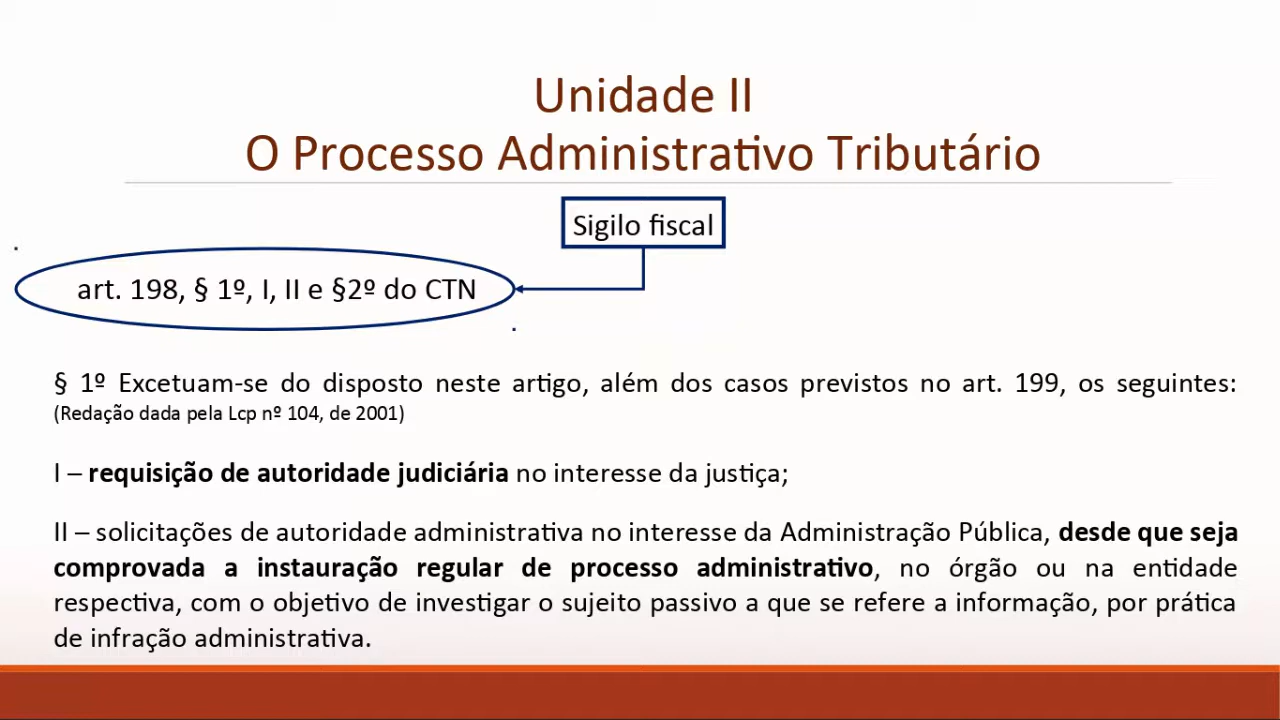 Unidade II
O Processo Administrativo Tributário
Sigilo fiscal
art. 198, § 1º, I, II e §2º do CTN
§ 1º Excetuam-se do disposto neste artigo, além dos casos previstos no art. 199, os seguintes:
(Redação dada pela Lcp nº 104, de 2001)
I – requisição de autoridade judiciária no interesse da justiça;
II – solicitações de autoridade administrativa no interesse da Administração Pública, desde que seja
comprovada a instauração regular de processo administrativo, no órgão ou na entidade
respectiva, com o objetivo de investigar o sujeito passivo a que se refere a informação, por prática
de infração administrativa.